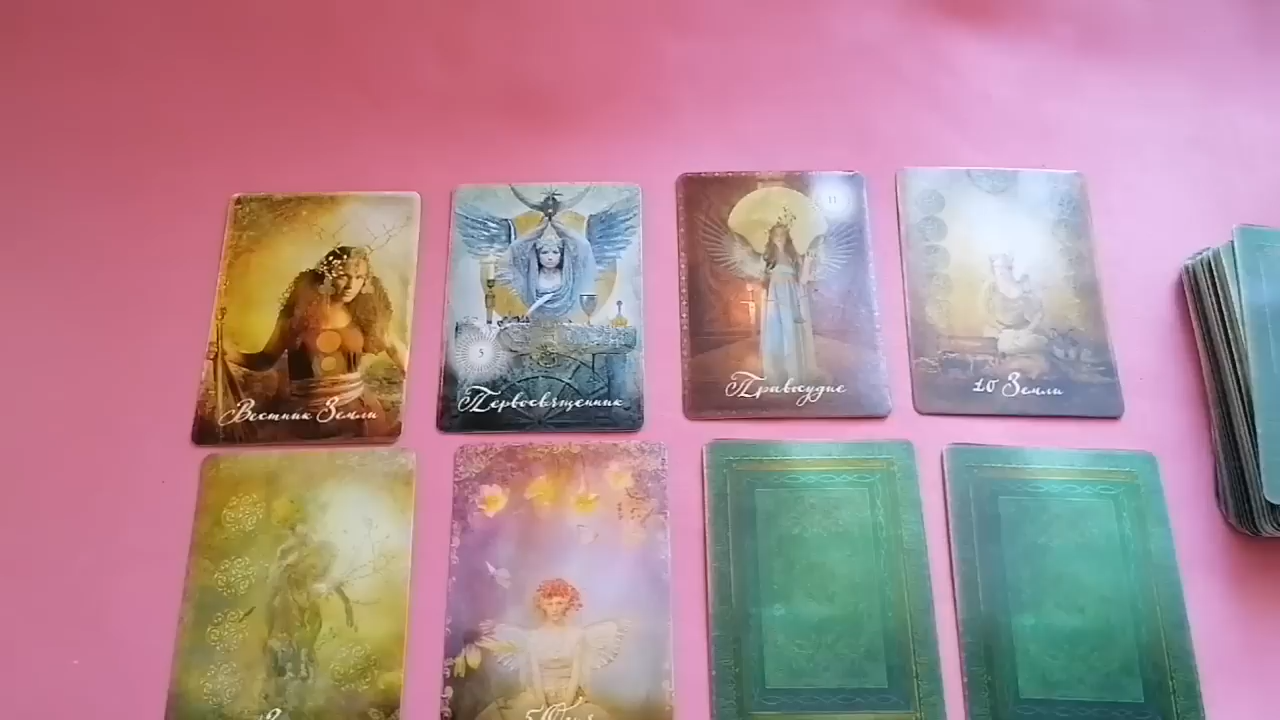 Вестник Земли
5
Первосвященник
11
Правосудие
10 Земли